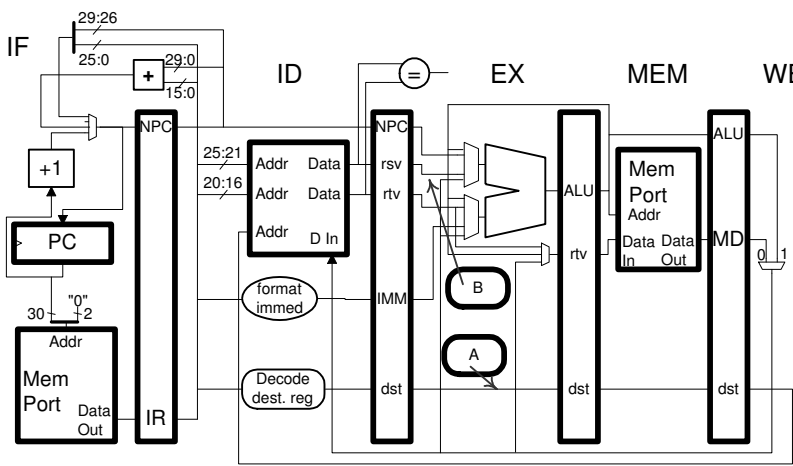 29:26
IF
25:0
29:0
+
15:0
ID
=
EX
MEM
WB
NPC
NPC
ALU
+1
25:21
Addr
Data
rsv
20:16
Addr
Data
rtv
Addr
D In
PC
ALU
Mem
Port
Addr
Data
In
Data
Out
MD
0
1
rtv
format
immed
IMM
B
30
"0"
2
Addr
Mem
Port
Data
Out
IR
A
Decode
dest. reg
dst
dst
dst